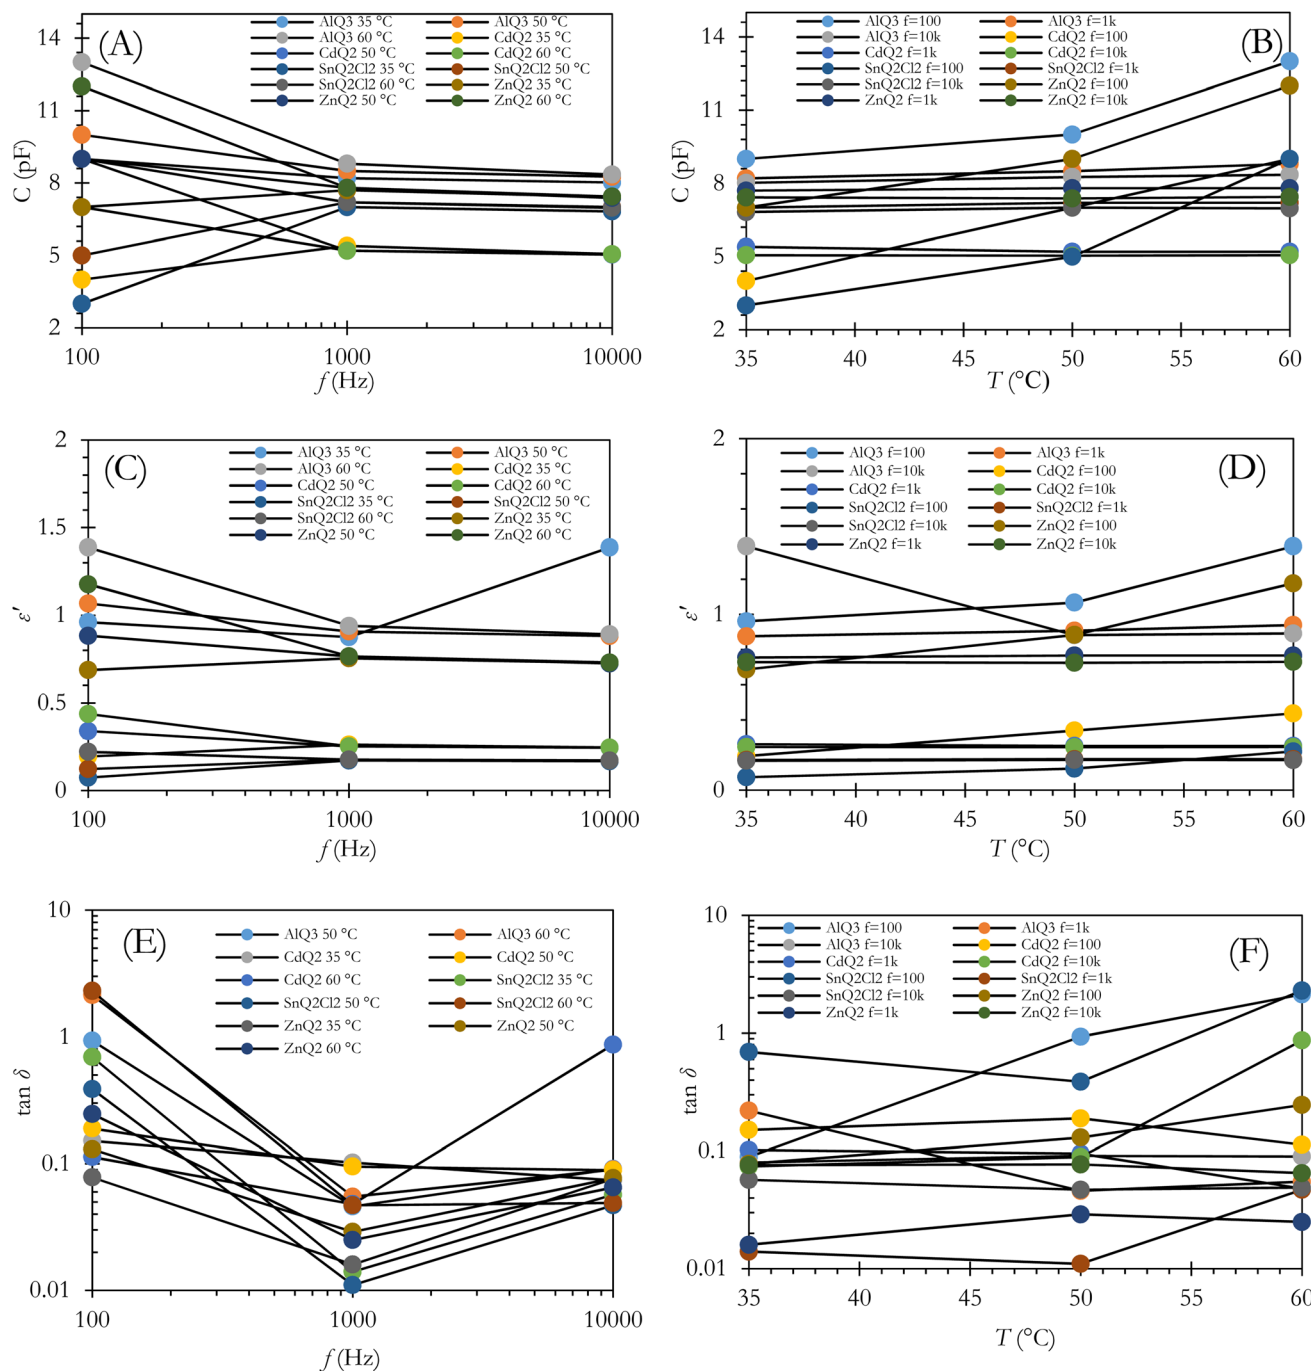 AlQ3 35 °C AlQ3 50 °C
AlQ3 60 °C CdQ2 35 °C
CdQ2 50 °C CdQ2 60 °C
SnQ2Cl2 35 °C SnQ2Cl2 50 °C
SnQ2Cl2 60 °C ZnQ2 35 °C
ZnQ2 50 °C ZnQ2 60 °C
(A)
14
11
8
5
2
C (pF)
100 1000 10000
f (Hz)
AlQ3 f=100 AlQ3 f=1k
AlQ3 f=10k CdQ2 f=100
CdQ2 f=1k CdQ2 f=10k
SnQ2Cl2 f=100 SnQ2Cl2 f=1k
SnQ2Cl2 f=10k ZnQ2 f=100
ZnQ2 f=1k ZnQ2 f=10k
(B)
14
11
8
5
2
C (pF)
35 40 45 50 55 60
T (°C)
AlQ3 35 °C AlQ3 50 °C
AlQ3 60 °C CdQ2 35 °C
CdQ2 50 °C CdQ2 60 °C
SnQ2Cl2 35 °C SnQ2Cl2 50 °C
SnQ2Cl2 60 °C ZnQ2 35 °C
ZnQ2 50 °C ZnQ2 60 °C
(C)
2
1.5
1
0.5
0
ε′
100 1000 10000
f (Hz)
AlQ3 f=100 AlQ3 f=1k
AlQ3 f=10k CdQ2 f=100
CdQ2 f=1k CdQ2 f=10k
SnQ2Cl2 f=100 SnQ2Cl2 f=1k
SnQ2Cl2 f=10k ZnQ2 f=100
ZnQ2 f=1k ZnQ2 f=10k
(D)
2
1.5
1
0.5
0
ε′
35 40 45 50 55 60
T (°C)
AlQ3 50 °C AlQ3 60 °C
CdQ2 35 °C CdQ2 50 °C
CdQ2 60 °C SnQ2Cl2 35 °C
SnQ2Cl2 50 °C SnQ2Cl2 60 °C
ZnQ2 35 °C ZnQ2 50 °C
ZnQ2 60 °C
(E)
10
1
0.1
0.01
tan δ
100 1000 10000
f (Hz)
AlQ3 f=100 AlQ3 f=1k
AlQ3 f=10k CdQ2 f=100
CdQ2 f=1k CdQ2 f=10k
SnQ2Cl2 f=100 SnQ2Cl2 f=1k
SnQ2Cl2 f=10k ZnQ2 f=100
ZnQ2 f=1k ZnQ2 f=10k
(F)
10
1
0.1
0.01
tan δ
35 40 45 50 55 60
T (°C)